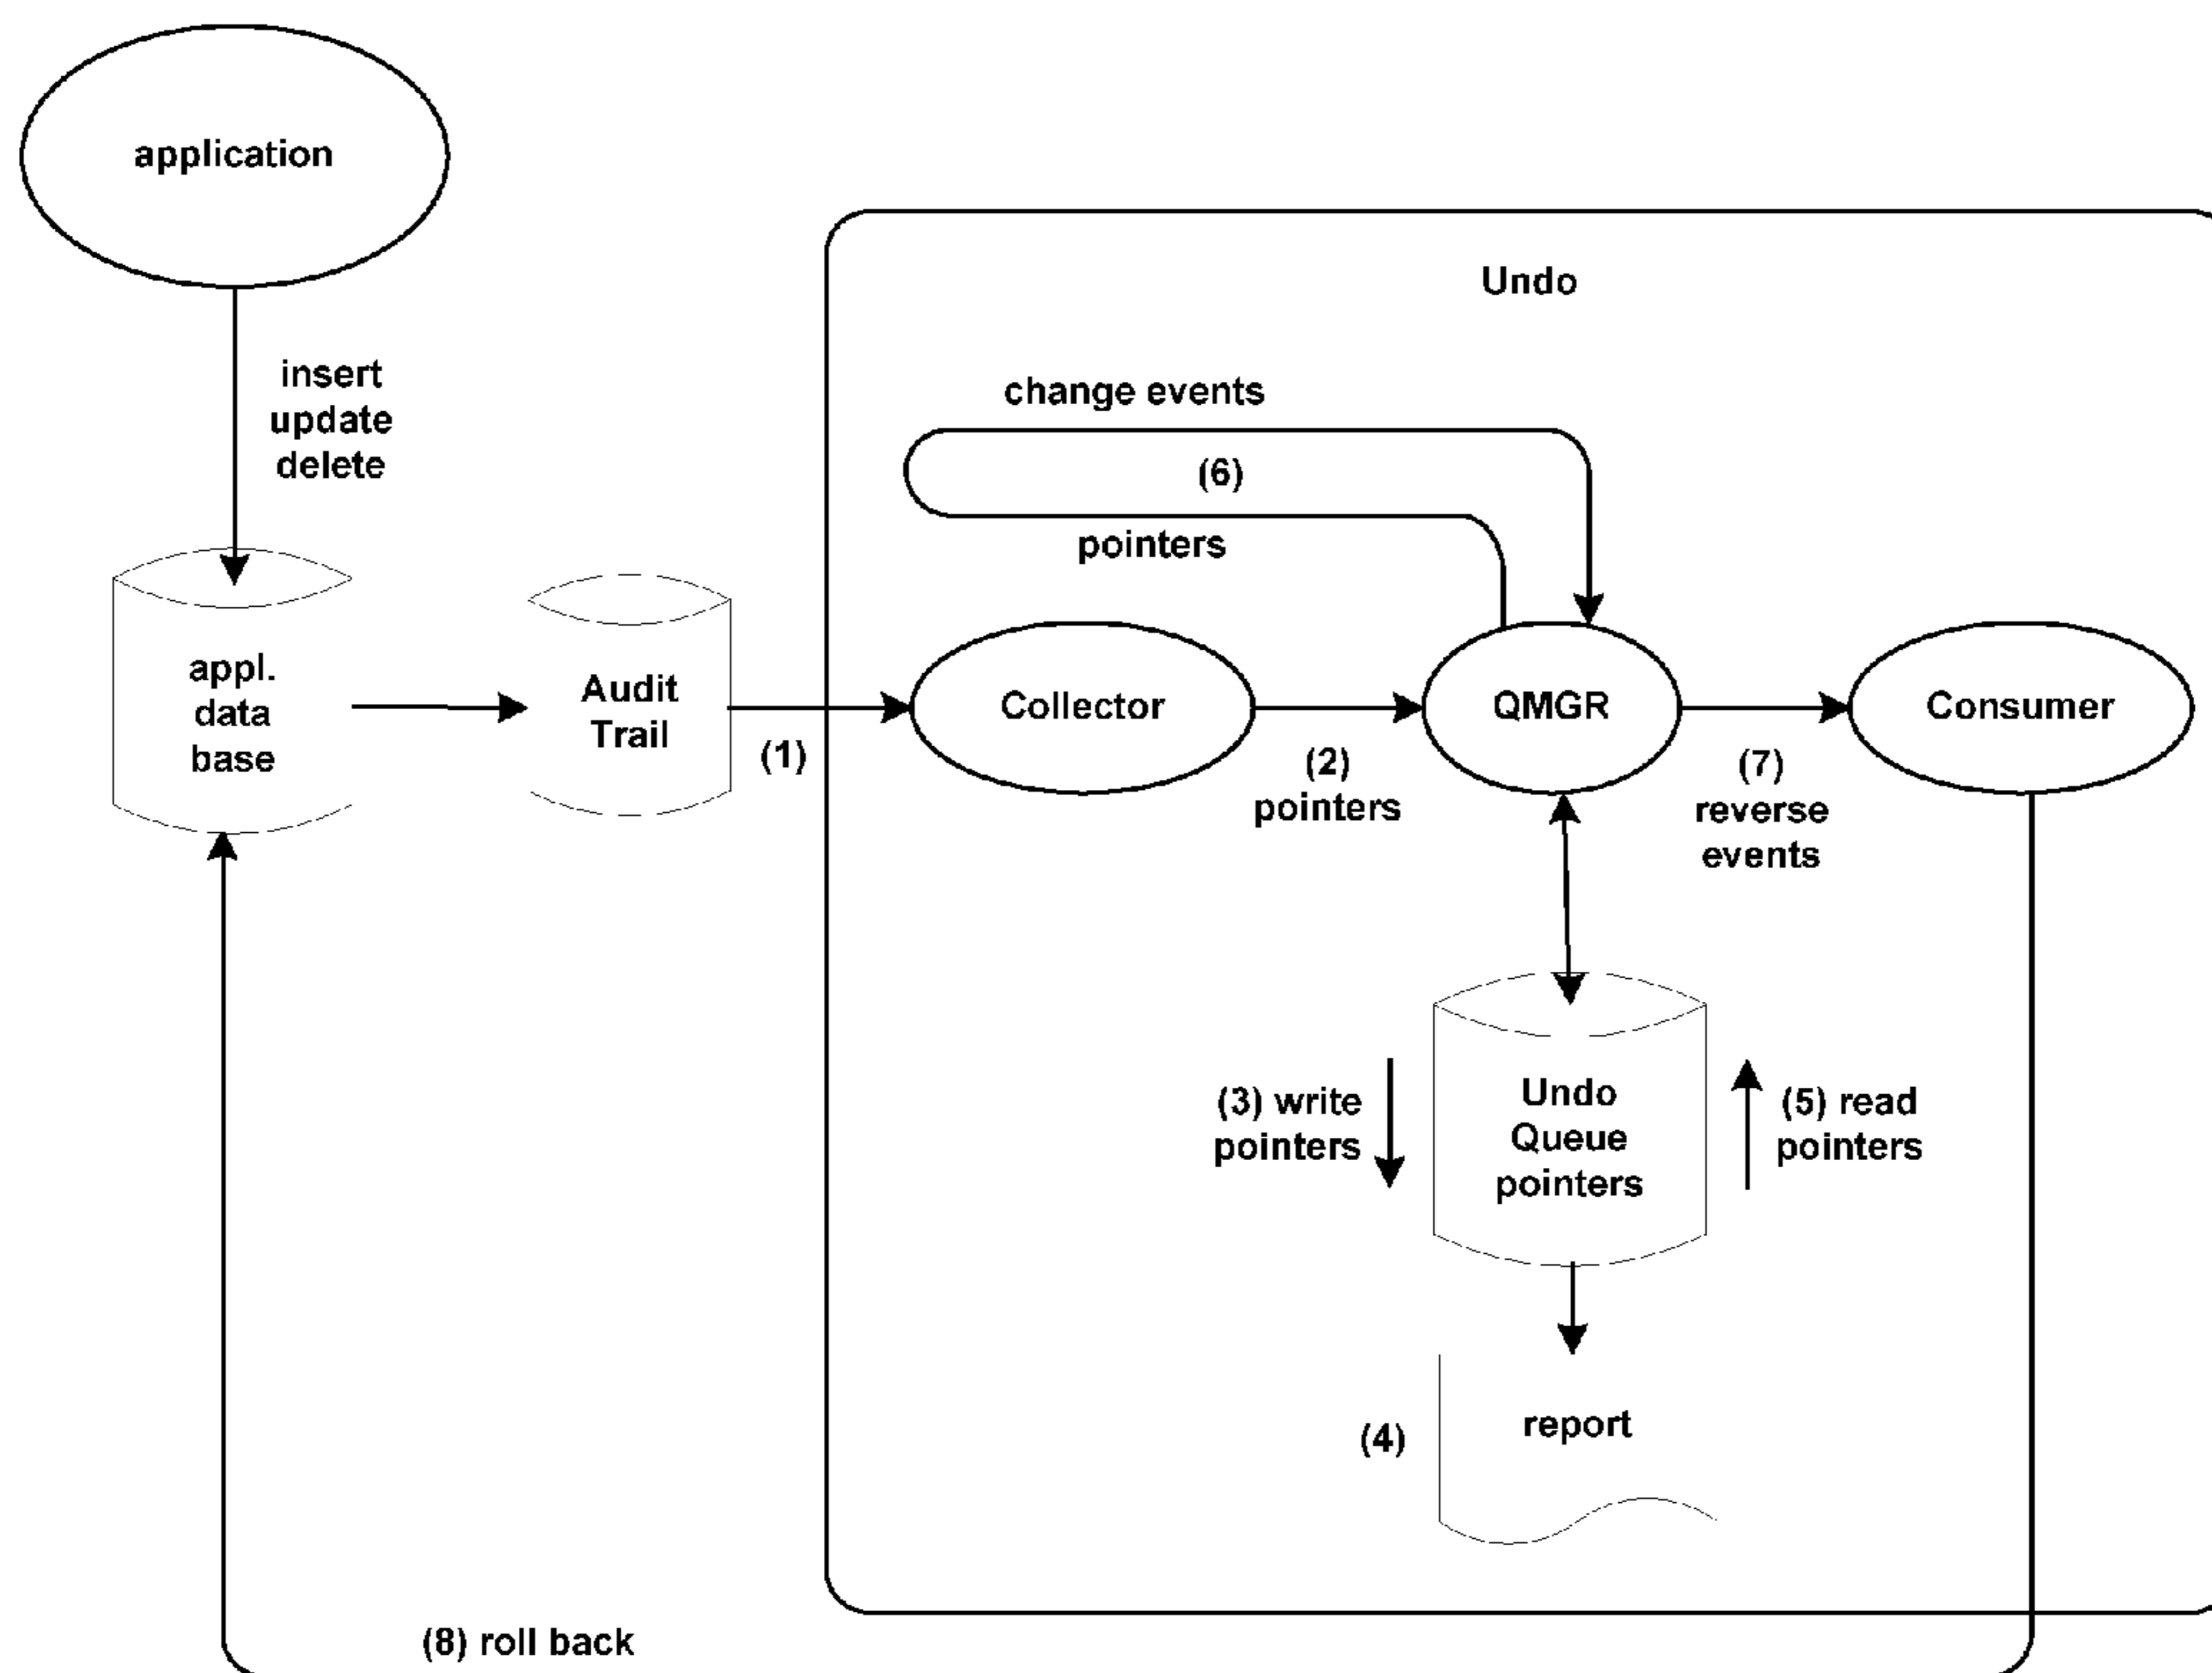 application
Undo
insert
update
delete
change events
(6)
pointers
appl.
data
base
Audit
Trail
(1)
Collector
(2)
pointers
QMGR
(7)
reverse
events
Consumer
(3) write
pointers
Undo
Queue
pointers
(5) read
pointers
(4)
report
(8) roll back